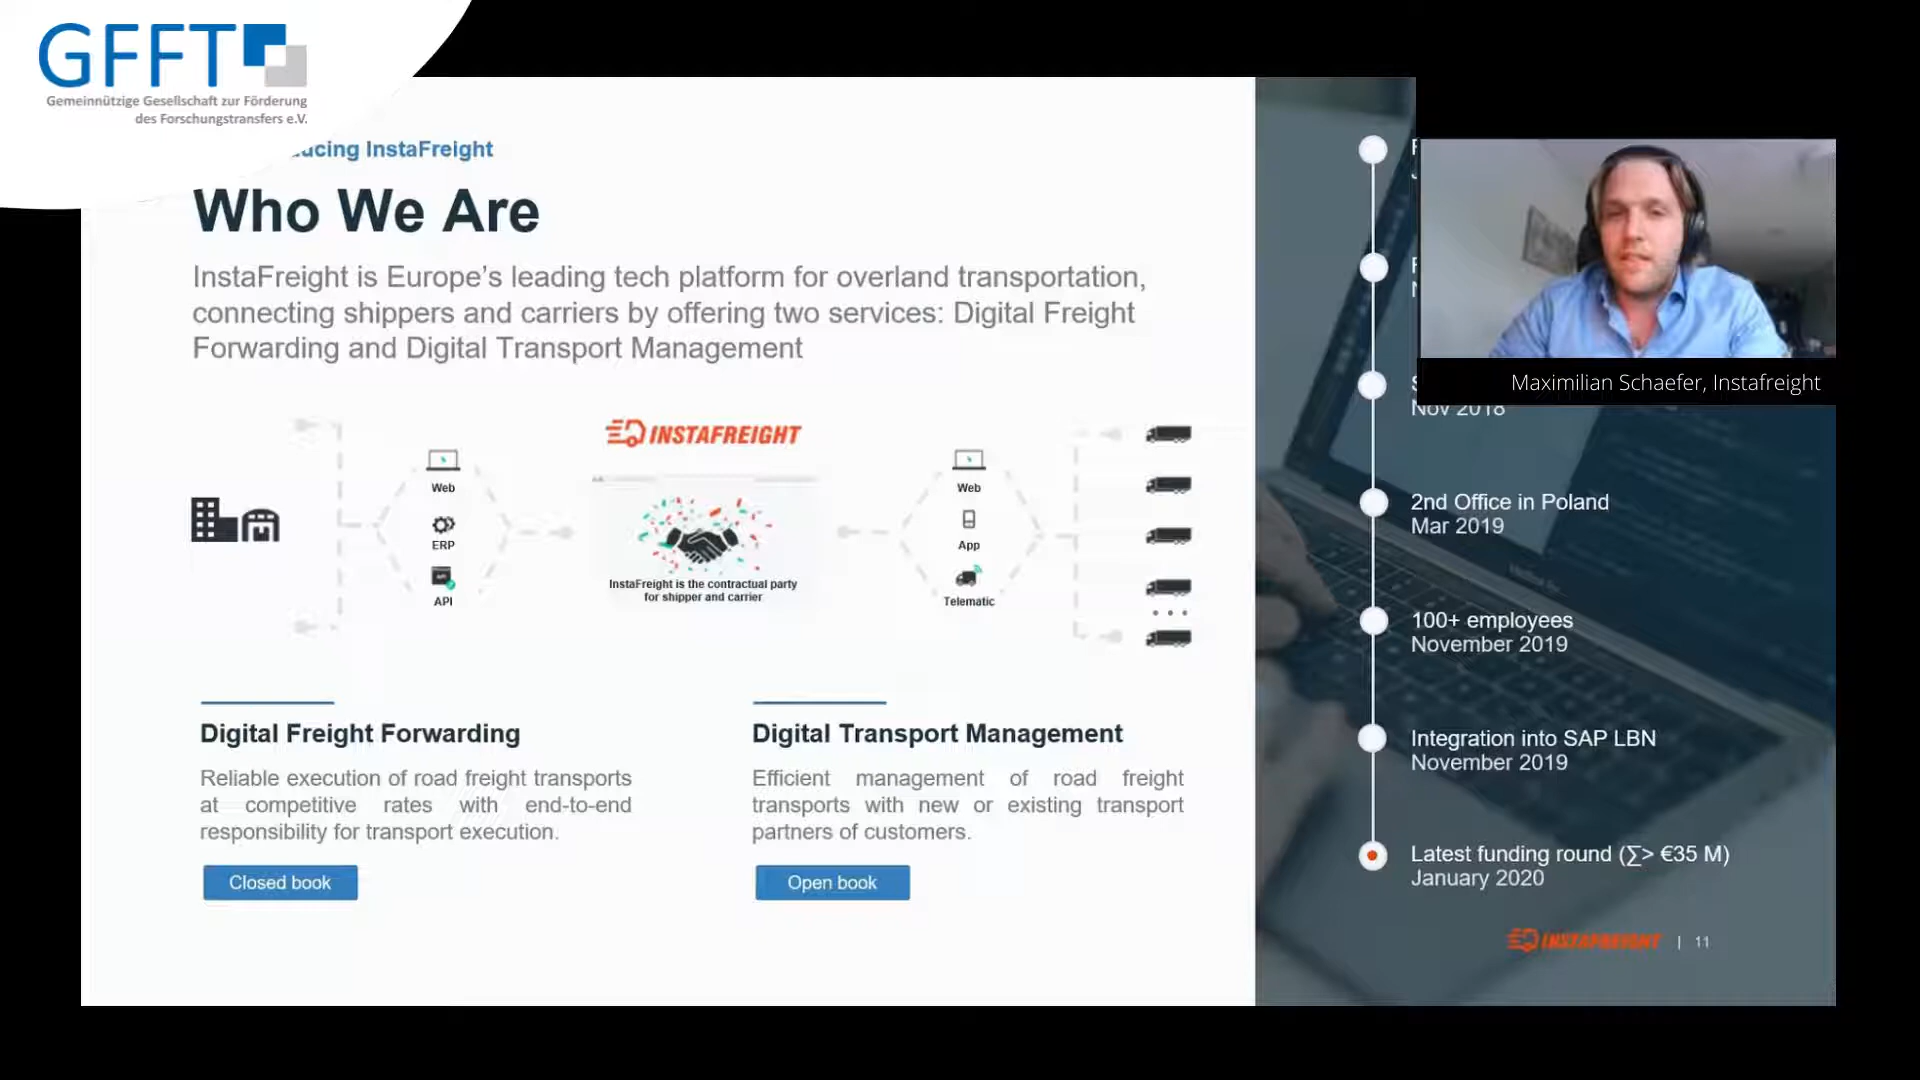 GFFT
Gemeinnützige Gesellschaft zur Förderung
des Forschungstransfers e.V.
InstaFreight
Who We Are
InstaFreight is Europe's leading tech platform for overland transportation,
connecting shippers and carriers by offering two services: Digital Freight
Forwarding and Digital Transport Management
INSTAFREIGHT
Web
ERP
API
InstaFreight is the contractual party
for shipper and carrier
Web
App
Telematic
Digital Freight Forwarding
Reliable execution of road freight transports
at competitive rates with end-to-end
responsibility for transport execution.
Closed book
Digital Transport Management
Efficient management of road freight
transports with new or existing transport
partners of customers.
Open book
Maximilian Schaefer, Instafreight
Nov 2018
2nd Office in Poland
Mar 2019
100+ employees
November 2019
Integration into SAP LBN
November 2019
Latest funding round (∑> €35 M)
January 2020
INSTAFREIGHT | 11